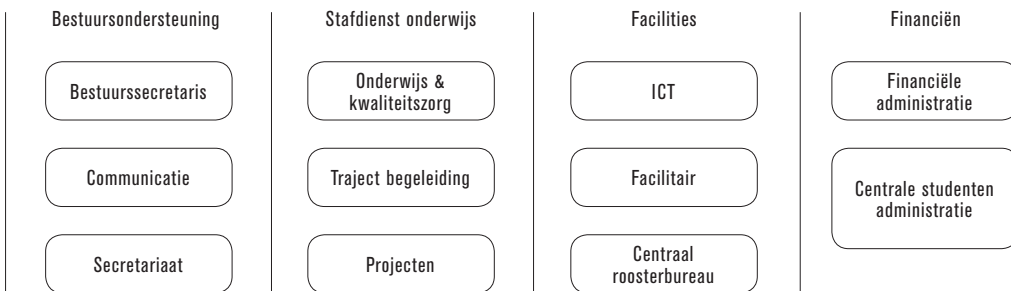 Bestuursondersteuning
Bestuurssecretaris
Communicatie
Secretariaat
Stafdienst onderwijs
Onderwijs &
kwaliteitszorg
Traject begeleiding
Projecten
Facilities
ICT
Facilitair
Centraal
roosterbureau
Financiën
Financiële
administratie
Centrale studenten
administratie